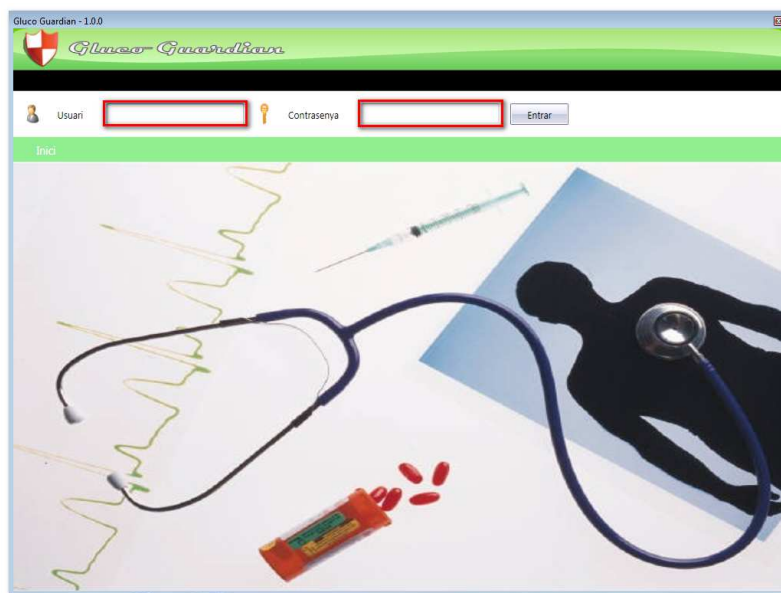 Gluco Guardian - 1.0.0
Gluco-Guardian
Usuari Contrasenya Entrar
Inici